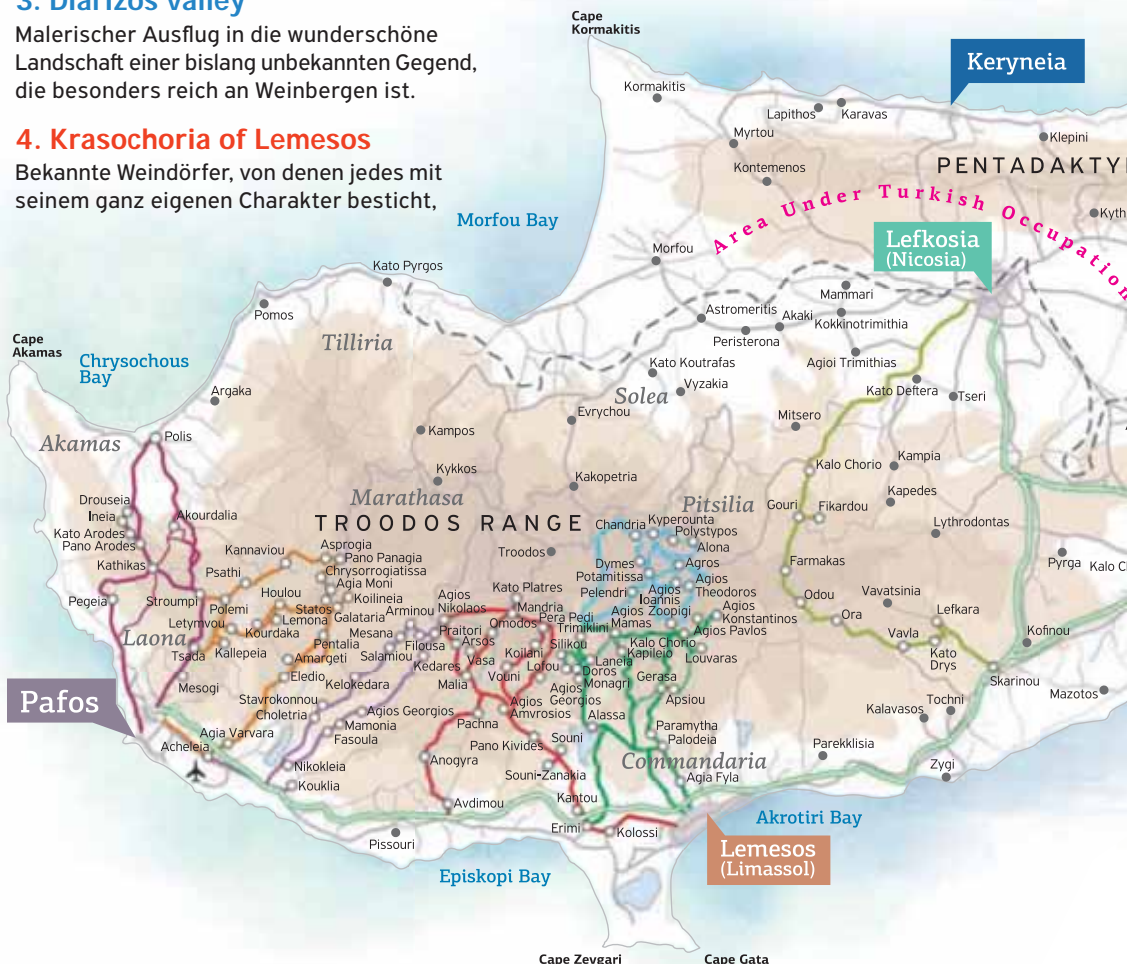 3. Diarizos Valley
Malerischer Ausflug in die wunderschöne
Landschaft einer bislang unbekannten Gegend,
die besonders reich an Weinbergen ist.
4. Krasochoria of Lemesos
Bekannte Weindörfer, von denen jedes mit
seinem ganz eigenen Charakter besticht,
Cape
Kormakitis
Keryneia
Kormakitis
Lapithos
Karavas
Myrtou
Klepini
Kontemenos
PENTADAKTY
Area Under Turkish Occupation
Kyth
Morfou Bay
Lefkosia
(Nicosia)
Morfou
Kato Pyrgos
Mammari
Pomos
Astromeritis
Akaki
Kokkinotrimithia
Peristerona
Tilliria
Cape
Akamas
Chrysochous
Bay
Kato Koutrafas
Agioi Trimithias
Vyzakia
Solea
Kato Deftera
Tseri
Argaka
Evrychou
Mitsero
Akamas
Polis
Kampos
Kampia
Kalo Chorio
Kykkos
Kakopetria
Marathasa
Pitsilia
Kapedes
Gouri
Fikardou
Drouseia
Ineia
Akourdalia
Kato Arodes
Pano Arodes
TROODOS RANGE
Chandria
Kyperounta
Polystypos
Lythrodontas
Kannaviou
Asprogia
Pano Panagia
Troodos
Alona
Kathikas
Psathi
Chrysorrogiatissa
Dymes
Agros
Farmakas
Pyrga
Kalo C
Agia Moni
Potamitissa
Pegeia
Stroumpi
Houlou
Koilineia
Agios
Nikolaos
Kato Platres
Pelendri
Agios
Ioannis
Agios
Theodoros
Odou
Vavatsinia
Polemi
Statos
Galataria
Arminou
Mandria
Agios
Mamas
Zoopigi
Agios
Konstantinos
Lefkara
Letymvou
Lemona
Omodos
Pera Pedi
Trimiklini
Ora
Laona
Kourdaka
Pentalia
Mesana
Praitori
Arsos
Silikou
Kalo Chorio
Agios Pavlos
Vavla
Kofinou
Tsada
Kallepeia
Amargeti
Salamiou
Filousa
Koilani
Kapileio
Kato
Drys
Kedares
Vasa
Lofou
Laneia
Louvaras
Mesogi
Eledio
Kelokedara
Malia
Vouni
Doros
Monagri
Gerasa
Skarinou
Pafos
Stavrokonnou
Agios
Georgios
Apsiou
Mazotos
Choletria
Agios Georgios
Agios
Amvrosios
Tochni
Agia Varvara
Mamonia
Pachna
Alassa
Kalavasos
Acheleia
Fasoula
Pano Kivides
Souni
Paramytha
Palodeia
Parekklisia
Nikokleia
Anogyra
Souni-Zanakia
Commandaria
Zygi
Kouklia
Agia Fyla
Avdimou
Kantou
Erimi
Kolossi
Akrotiri Bay
Pissouri
Lemesos
(Limassol)
Episkopi Bay
Cape Zevgari
Cape Gata